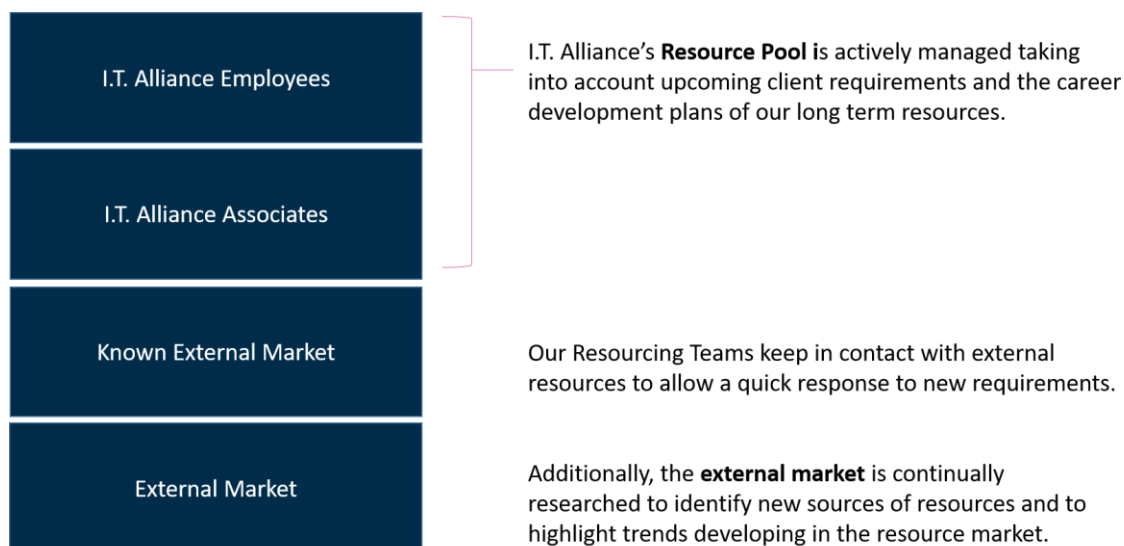 I.T. Alliance Employees
I.T. Alliance's Resource Pool is actively managed taking
into account upcoming client requirements and the career
development plans of our long term resources.
I.T. Alliance Associates
Known External Market
Our Resourcing Teams keep in contact with external
resources to allow a quick response to new requirements.
External Market
Additionally, the external market is continually
researched to identify new sources of resources and to
highlight trends developing in the resource market.